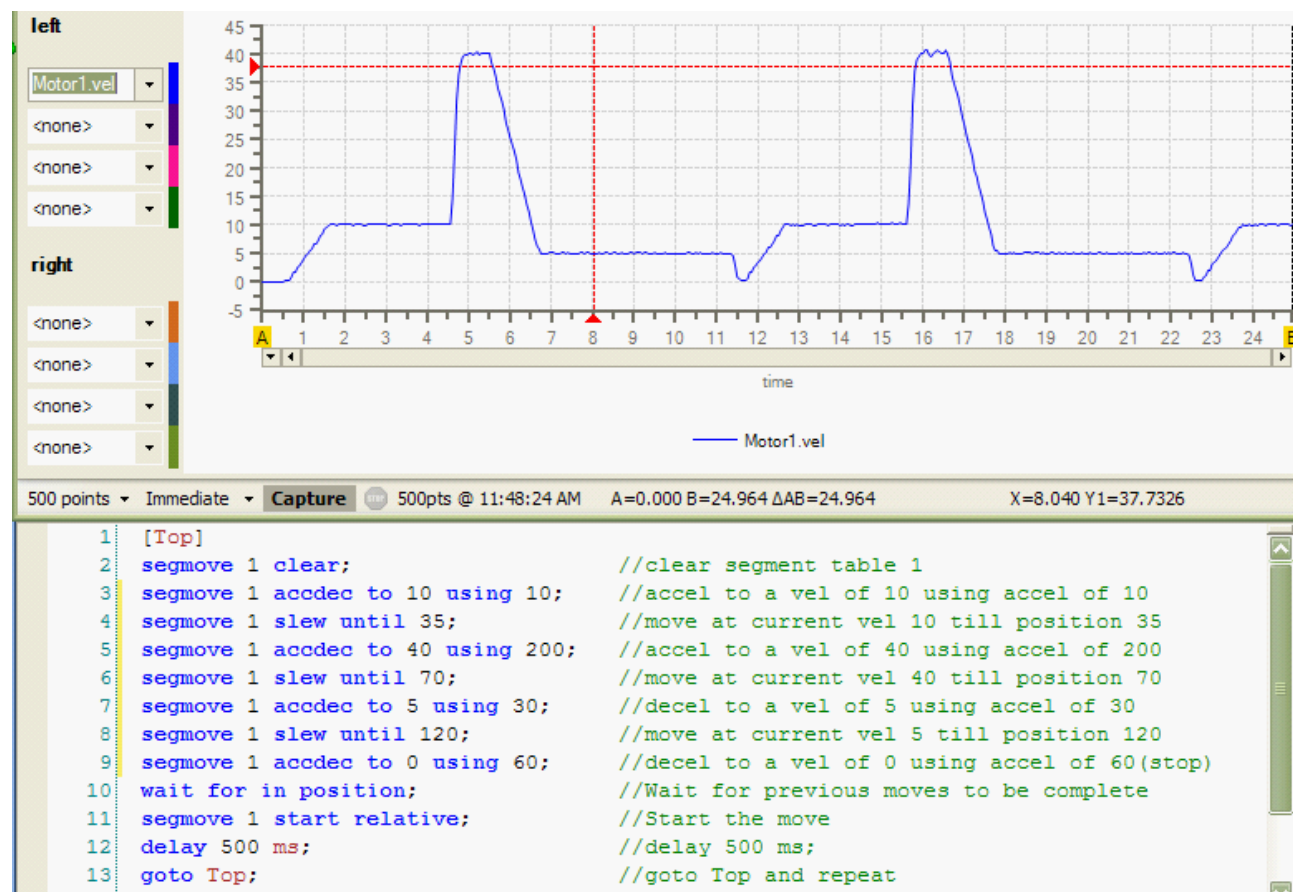 left
Motor1.vel
<none>
<none>
<none>
right
<none>
<none>
<none>
<none>
45
40
35
30
25
20
15
10
5
0
-5
A 1 2 3 4 5 6 7 8 9 10 11 12 13 14 15 16 17 18 19 20 21 22 23 24
time
Motor1.vel
500 points Immediate Capture 500pts @ 11:48:24 AM A=0.000 B=24.964 ΔAB=24.964 X=8.040 Y1=37.7326
1 [Top]
2 segmove 1 clear; //clear segment table 1
3 segmove 1 accdec to 10 using 10; //accel to a vel of 10 using accel of 10
4 segmove 1 slew until 35; //move at current vel 10 till position 35
5 segmove 1 accdec to 40 using 200; //accel to a vel of 40 using accel of 200
6 segmove 1 slew until 70; //move at current vel 40 till position 70
7 segmove 1 accdec to 5 using 30; //decel to a vel of 5 using accel of 30
8 segmove 1 slew until 120; //move at current vel 5 till position 120
9 segmove 1 accdec to 0 using 60; //decel to a vel of 0 using accel of 60(stop)
10 wait for in position; //Wait for previous moves to be complete
11 segmove 1 start relative; //Start the move
12 delay 500 ms; //delay 500 ms;
13 goto Top; //goto Top and repeat